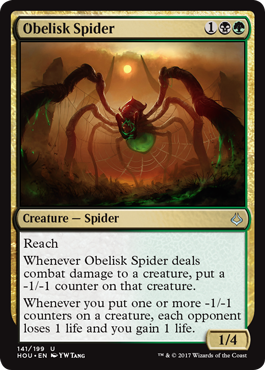 Obelisk Spider 1
Creature — Spider
Reach
Whenever Obelisk Spider deals
combat damage to a creature, put a
-1/-1 counter on that creature.
Whenever you put one or more -1/-1
counters on a creature, each opponent
loses 1 life and you gain 1 life.
1/4
141/199 U
HOU • EN YW TANG
™ & © 2017 Wizards of the Coast